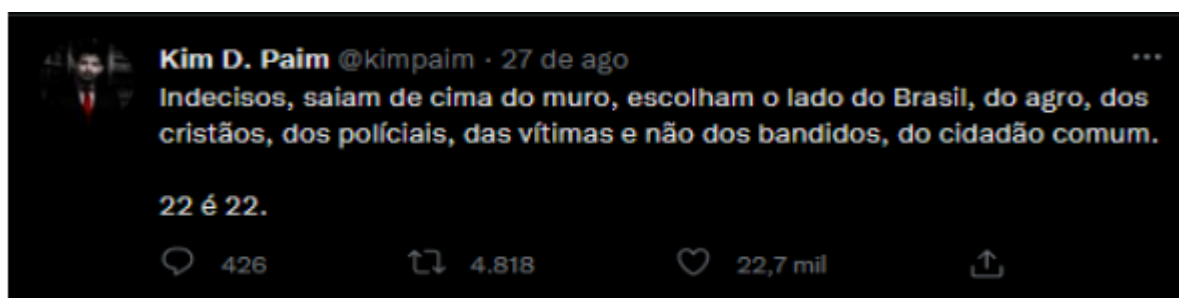 Kim D. Paim @kimpaim · 27 de ago
Indecisos, saiam de cima do muro, escolham o lado do Brasil, do agro, dos
cristãos, dos políciais, das vítimas e não dos bandidos, do cidadão comum.
22 é 22.
426 4.818 22,7 mil